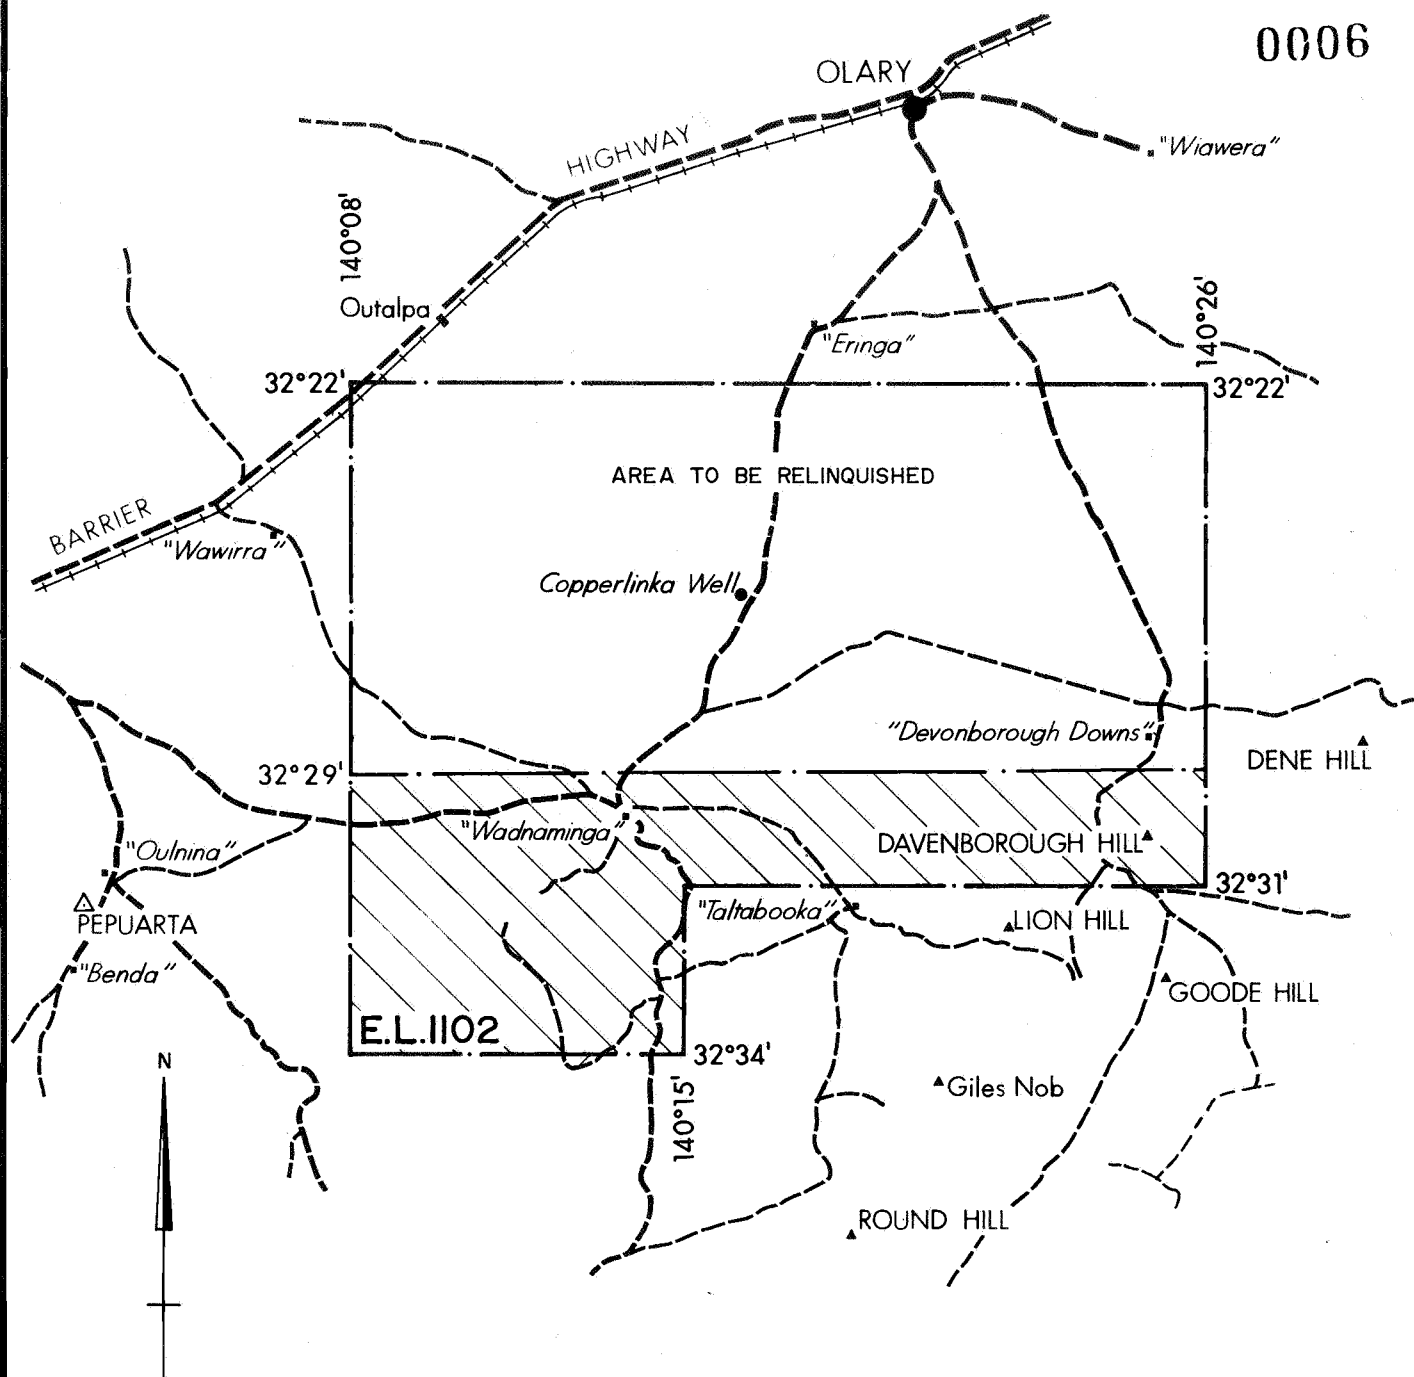 0006
OLARY
HIGHWAY
"Wiawera"
140°08'
Outalpa
140°26'
"Eringa"
32°22'
32°22'
AREA TO BE RELINQUISHED
BARRIER
"Wawirra"
Copperlinka Well
"Devonborough Downs"
DENE HILL
32°29'
"Wadnaminga"
DAVENBOROUGH HILL
"Oulnina"
32°31'
"Taltabooka"
LION HILL
PEPUARTA
"Benda"
GOODE HILL
E.L.1102
32°34'
N
Giles Nob
140°15'
ROUND HILL